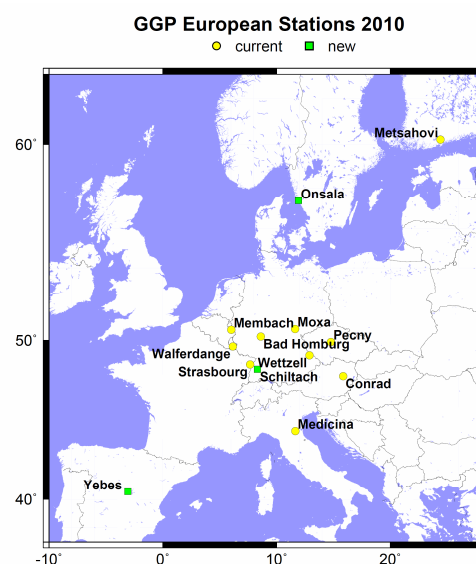 GGP European Stations 2010
current new
60°
Metsahovi
Onsala
50°
Membach Moxa
Pecny
Bad Homburg
Walferdange
Wettzell
Strasbourg
Schiltach
Conrad
Medicina
Yebes
40°
-10° 0° 10° 20°